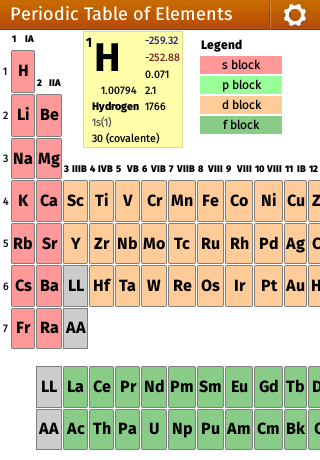 Periodic Table of Elements
1 IA
1 H
2 IIA
1 H
-259.32
-252.88
0.071
1.00794 2.1
Hydrogen 1766
1s(1)
30 (covalente)
Legend
s block
p block
d block
f block
2 Li Be
3 Na Mg
3 IIIB 4 IVB 5 VB 6 VIB 7 VIIB 8 VIII 9 VIII 10 VIII 11 IB 12
4 K Ca Sc Ti V Cr Mn Fe Co Ni Cu Z
5 Rb Sr Y Zr Nb Mo Tc Ru Rh Pd Ag C
6 Cs Ba LL Hf Ta W Re Os Ir Pt Au H
7 Fr Ra AA
LL La Ce Pr Nd Pm Sm Eu Gd Tb D
AA Ac Th Pa U Np Pu Am Cm Bk C